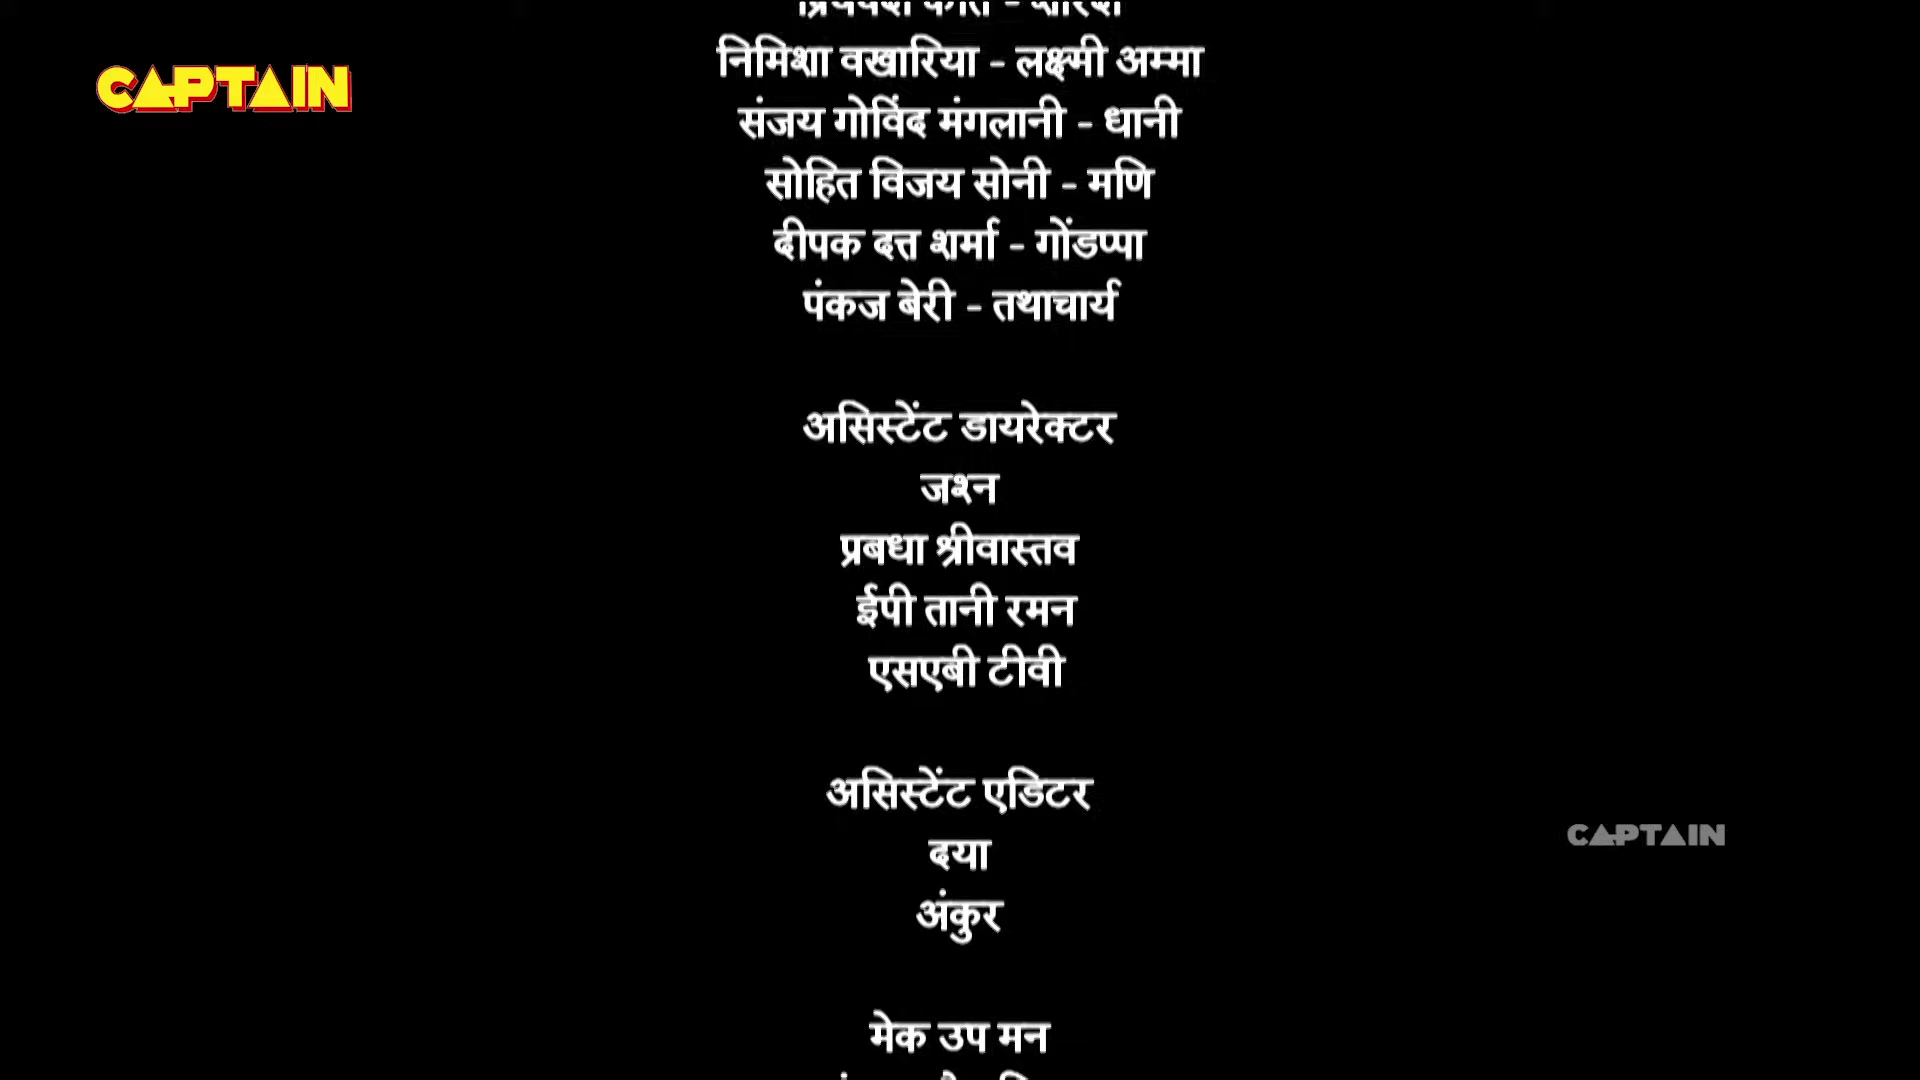 CAPTAIN
निमिशा वखारिया - लक्ष्मी अम्मा
संजय गोविंद मंगलानी - धानी
सोहित विजय सोनी - मणि
दीपक दत्त शर्मा - गोंडप्पा
पंकज बेरी - तथाचार्य
असिस्टेंट डायरेक्टर
जश्न
प्रबधा श्रीवास्तव
ईपी तानी रमन
एसएबी टीवी
असिस्टेंट एडिटर
दया
CAPTAIN
अंकुर
मेक उप मन